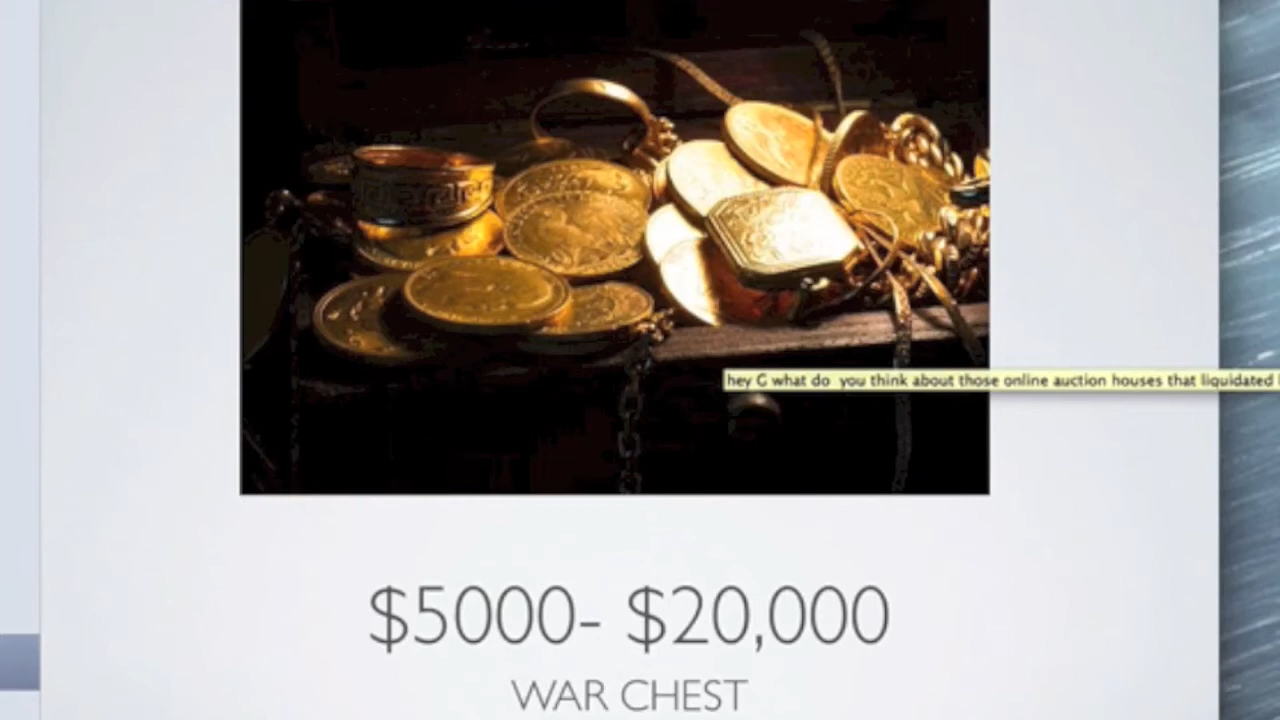 hey G what do you think about those online auction houses that liquidated
$5000- $20,000
WAR CHEST